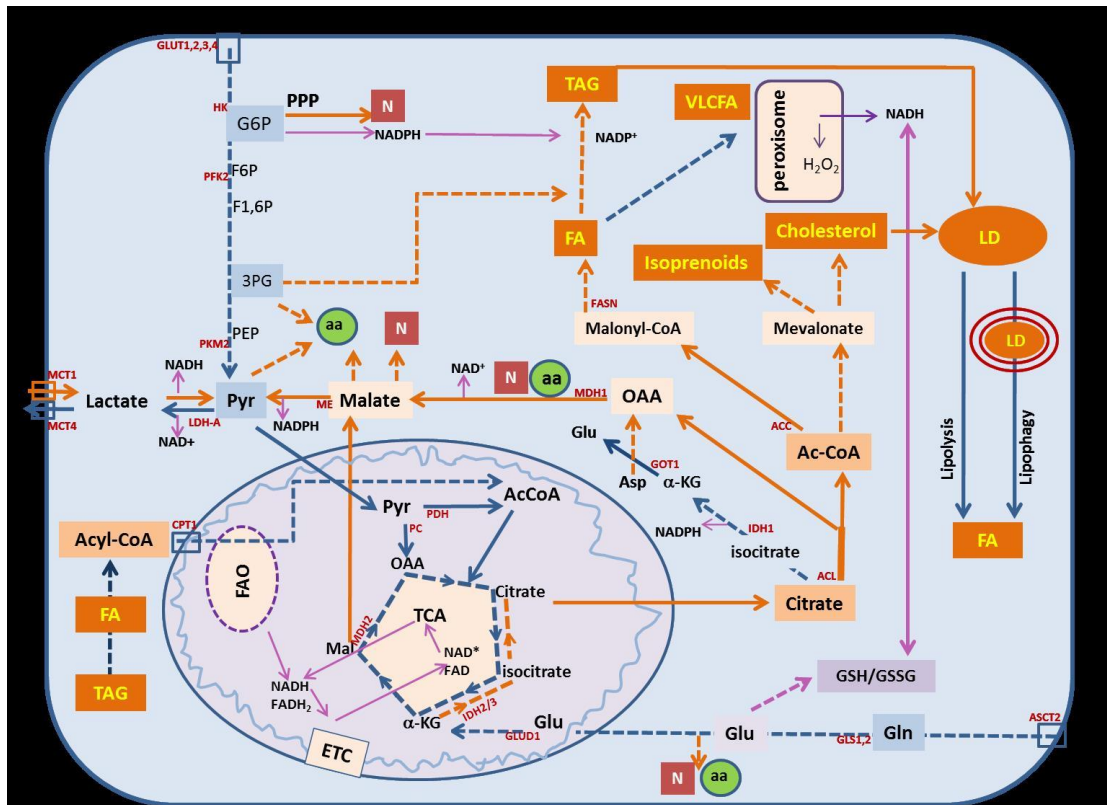 GLUT1,2,3,4
HK
G6P
PPP
N
NADPH
NADP⁺
TAG
VLCFA
peroxisome
NADH
H₂O₂
PFK2
F6P
F1,6P
3PG
PEP
PKM2
aa
N
FA
FASN
Malonyl-CoA
Isoprenoids
Cholesterol
Mevalonate
LD
LD
Lipolysis
Lipophagy
FA
MCT1
MCT4
Lactate
NADH
NAD+
LDH-A
Pyr
ME
NADPH
Malate
NAD⁺
N
aa
MDH1
OAA
ACC
Ac-CoA
Glu
GOT1
Asp
α-KG
NADPH
IDH1
isocitrate
ACL
Citrate
Acyl-CoA
CPT1
FA
TAG
FAO
Pyr
PDH
AcCoA
PC
OAA
Citrate
TCA
MDH2
Mal
NAD*
FAD
isocitrate
IDH2/3
α-KG
NADH
FADH₂
ETC
GLUD1
Glu
Glu
GLS1,2
Gln
ASCT2
GSH/GSSG
N
aa